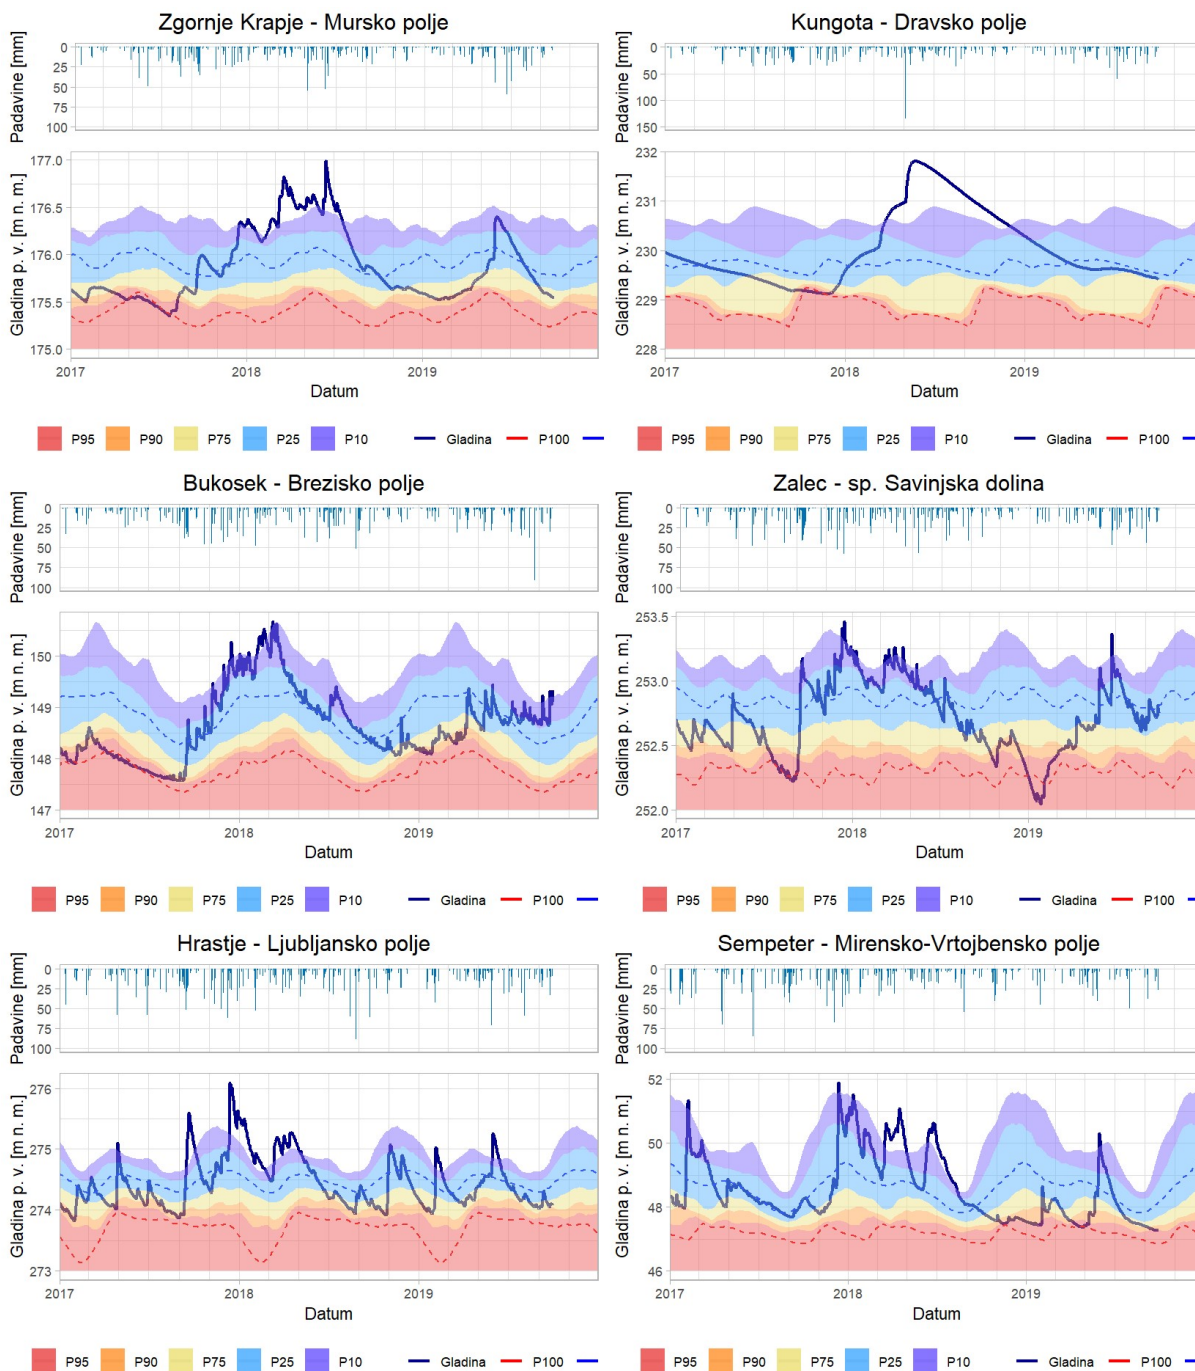 Zgornje Krapje - Mursko polje
Padavine [mm]
0
25
50
75
100
Gladina p. v. [m n. m.]
177.0
176.5
176.0
175.5
175.0
2017
2018
2019
Datum
P95
P90
P75
P25
P10
Gladina
P100
Kungota - Dravsko polje
Padavine [mm]
0
50
100
150
Gladina p. v. [m n. m.]
232
231
230
229
228
2017
2018
2019
Datum
P95
P90
P75
P25
P10
Gladina
P100
Bukosek - Brezisko polje
Padavine [mm]
0
25
50
75
100
Gladina p. v. [m n. m.]
150
149
148
147
2017
2018
2019
Datum
P95
P90
P75
P25
P10
Gladina
P100
Zalec - sp. Savinjska dolina
Padavine [mm]
0
25
50
75
100
Gladina p. v. [m n. m.]
253.5
253.0
252.5
252.0
2017
2018
2019
Datum
P95
P90
P75
P25
P10
Gladina
P100
Hrastje - Ljubljansko polje
Padavine [mm]
0
25
50
75
100
Gladina p. v. [m n. m.]
276
275
274
273
2017
2018
2019
Datum
P95
P90
P75
P25
P10
Gladina
P100
Sempeter - Mirensko-Vrtojbensko polje
Padavine [mm]
0
25
50
75
100
Gladina p. v. [m n. m.]
52
50
48
46
2017
2018
2019
Datum
P95
P90
P75
P25
P10
Gladina
P100